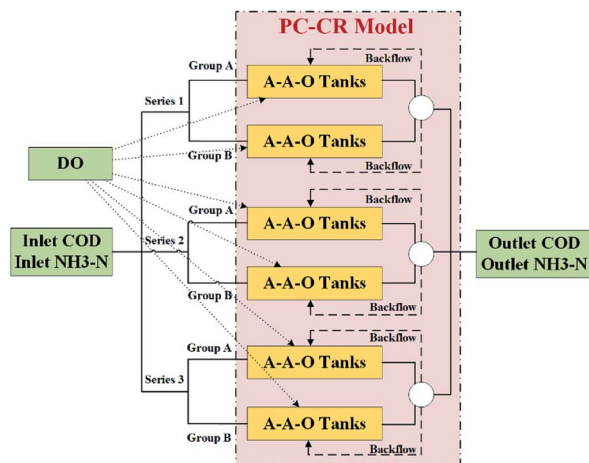 PC-CR Model
Group A
Backflow
A-A-O Tanks
Series 1
A-A-O Tanks
Group B
Backflow
DO
Group A
Backflow
A-A-O Tanks
Inlet COD
Inlet NH3-N
Series 2
Outlet COD
Outlet NH3-N
A-A-O Tanks
Group B
Backflow
Group A
Backflow
A-A-O Tanks
Series 3
A-A-O Tanks
Group B
Backflow